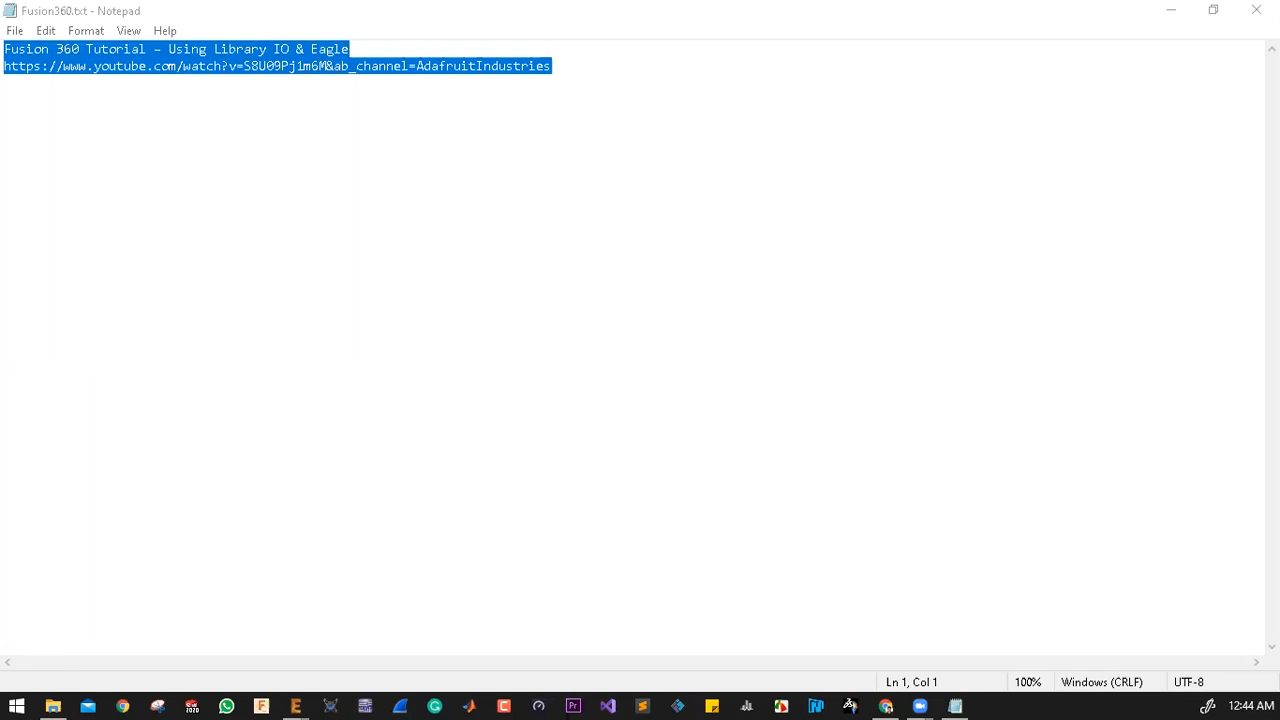 Fusion360.txt - Notepad
File Edit Format View Help
Fusion 360 Tutorial – Using Library IO & Eagle
https://www.youtube.com/watch?v=S8U09Pj1m6M&ab_channel=AdafruitIndustries
Ln 1, Col 1 100% Windows (CRLF) UTF-8
12:44 AM